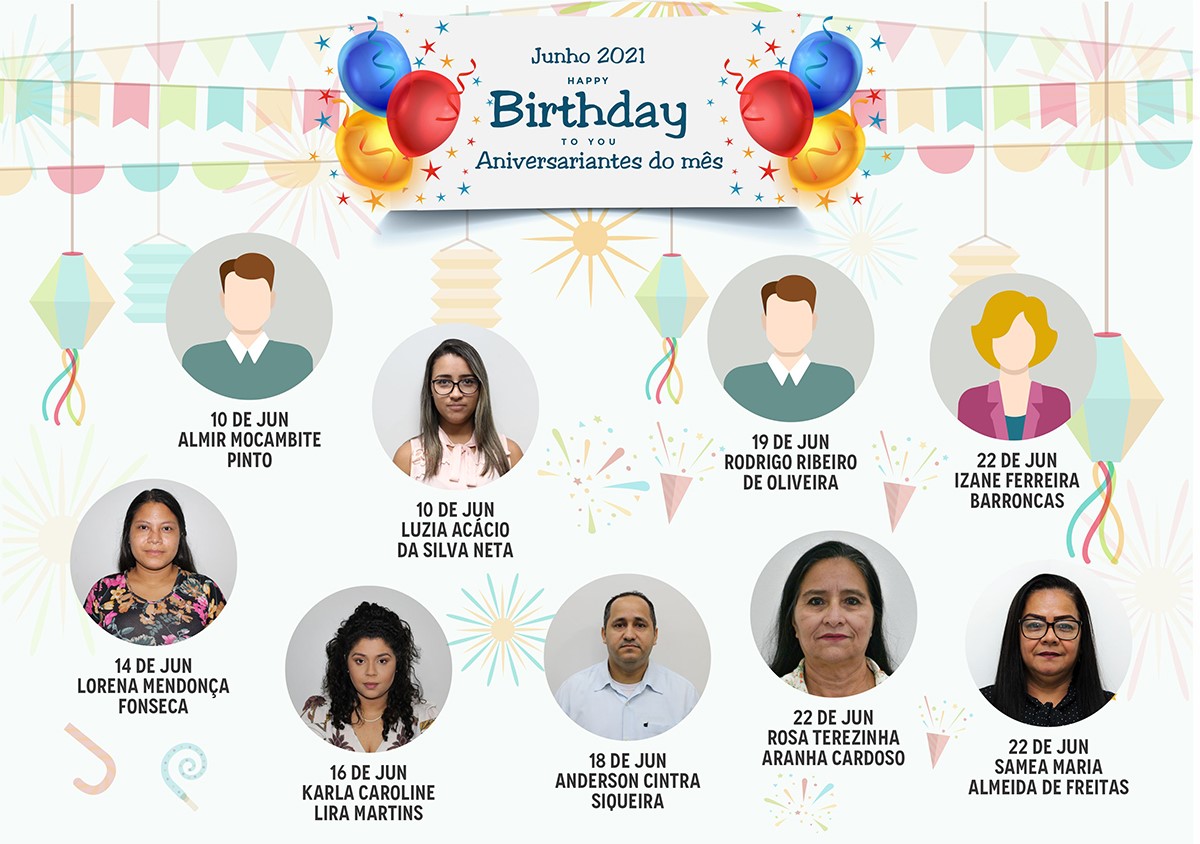 Junho 2021
HAPPY
Birthday
TO YOU
Aniversariantes do mês
10 DE JUN
ALMIR MOCAMBITE
PINTO
10 DE JUN
LUZIA ACÁCIO
DA SILVA NETA
19 DE JUN
RODRIGO RIBEIRO
DE OLIVEIRA
22 DE JUN
IZANE FERREIRA
BARRONCAS
14 DE JUN
LORENA MENDONÇA
FONSECA
16 DE JUN
KARLA CAROLINE
LIRA MARTINS
18 DE JUN
ANDERSON CINTRA
SIQUEIRA
22 DE JUN
ROSA TEREZINHA
ARANHA CARDOSO
22 DE JUN
SAMEA MARIA
ALMEIDA DE FREITAS